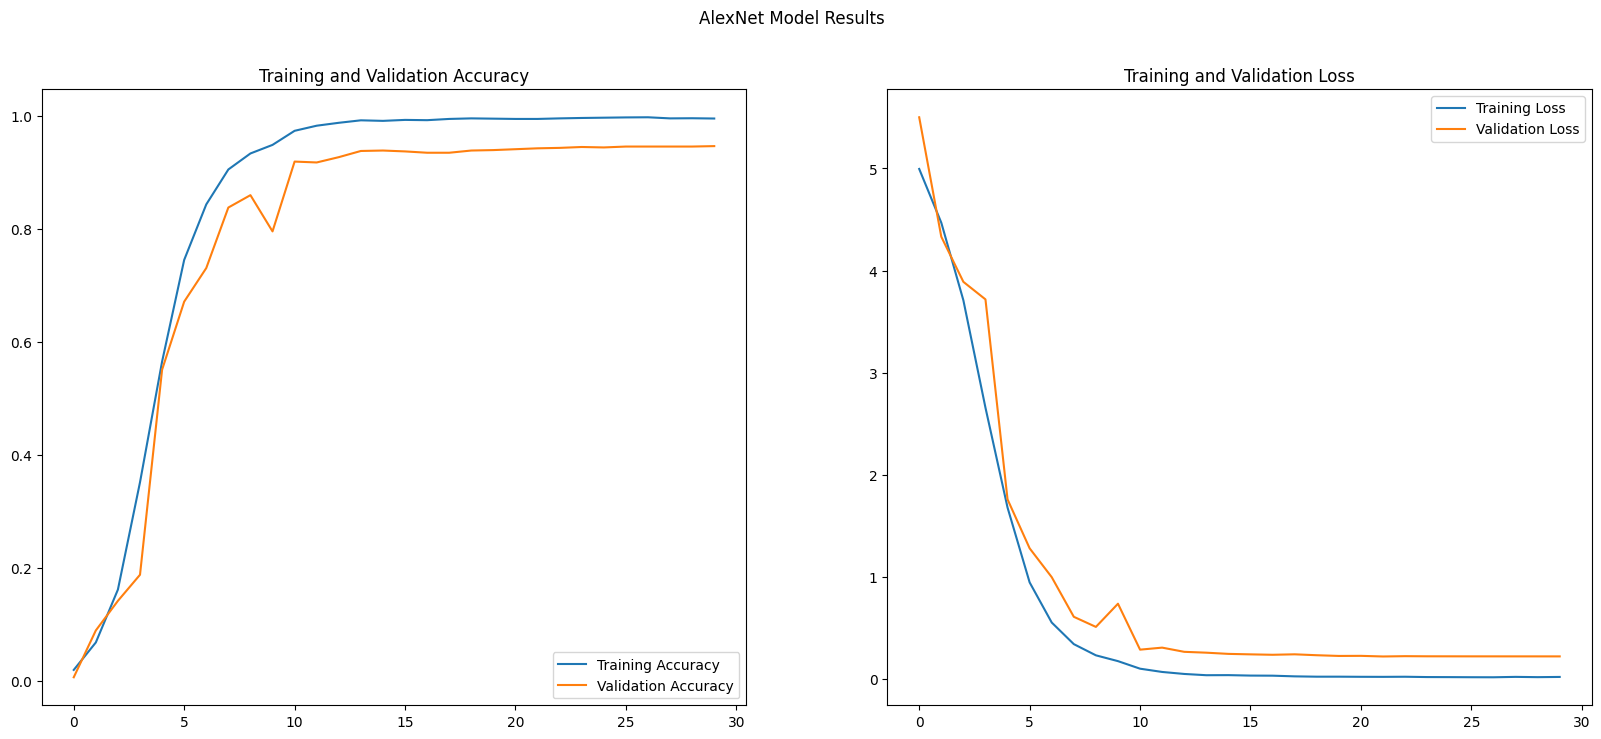 AlexNet Model Results
Training and Validation Accuracy
1.0
0.8
0.6
0.4
0.2
0.0
0 5 10 15 20 25 30
Training Accuracy
Validation Accuracy
Training and Validation Loss
5
4
3
2
1
0
0 5 10 15 20 25 30
Training Loss
Validation Loss